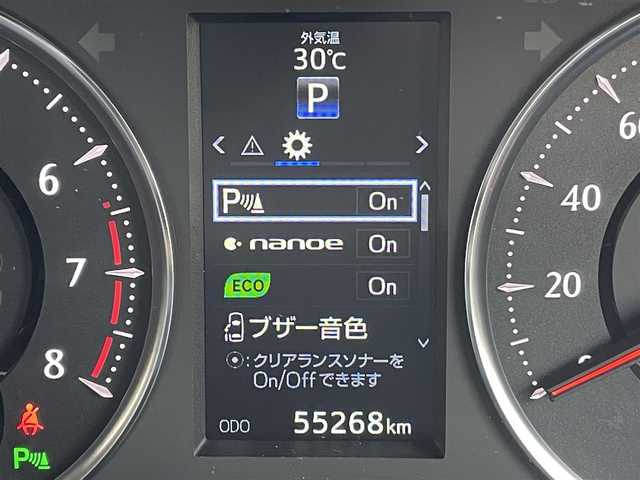 外気温
30℃
P
P On
nanoe On
ECO On
ブザー音色
:クリアランスソナーを
On/Offできます
ODO 55268km
6
7
8
P
60
40
20
0